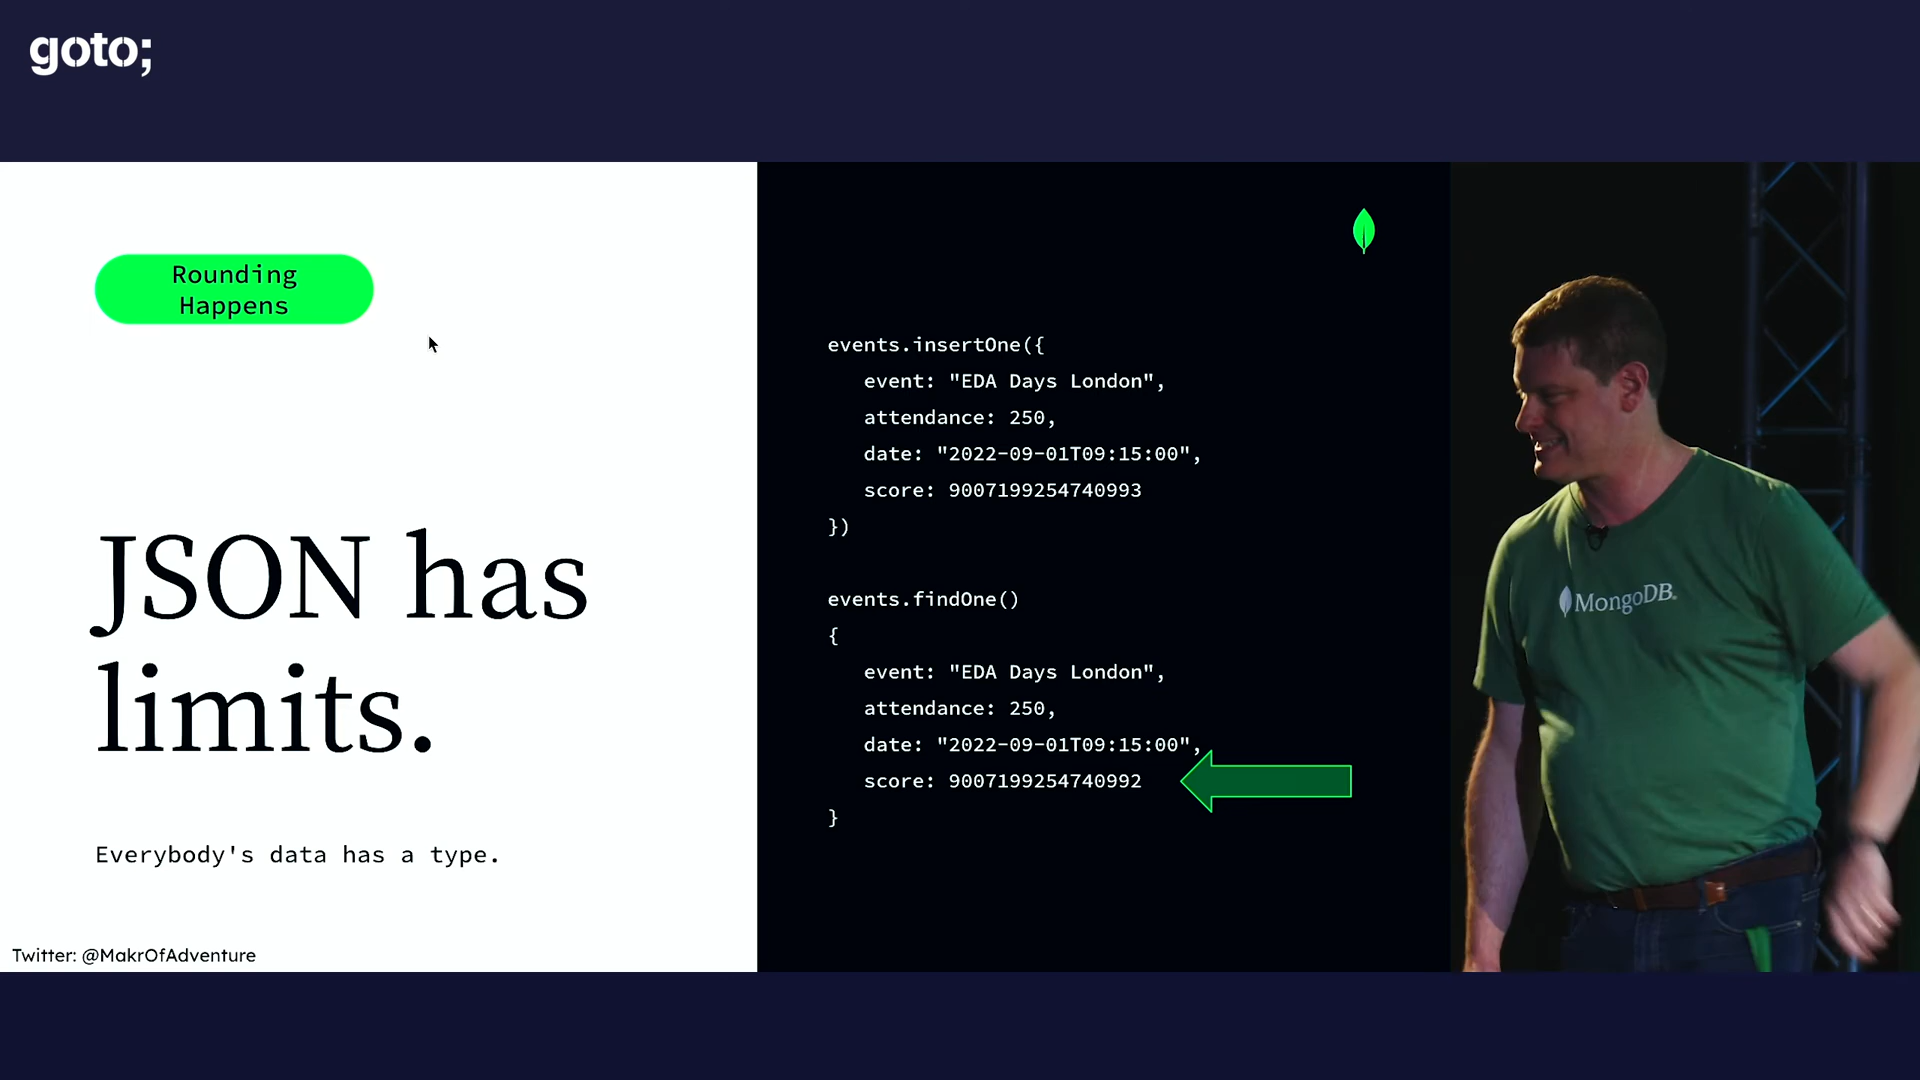 goto;
Rounding
Happens
JSON has
limits.
Everybody's data has a type.
Twitter: @MakrOfAdventure
events.insertOne({
event: "EDA Days London",
attendance: 250,
date: "2022-09-01T09:15:00",
score: 9007199254740993
})
events.findOne()
{
event: "EDA Days London",
attendance: 250,
date: "2022-09-01T09:15:00",
score: 9007199254740992
}
MongoDB®